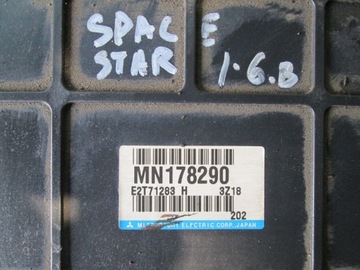 SPACE
STAR 1.6.B
MN178290
E2T71283 H 3Z18
202
MITSUBISHI ELECTRIC CORP.JAPAN